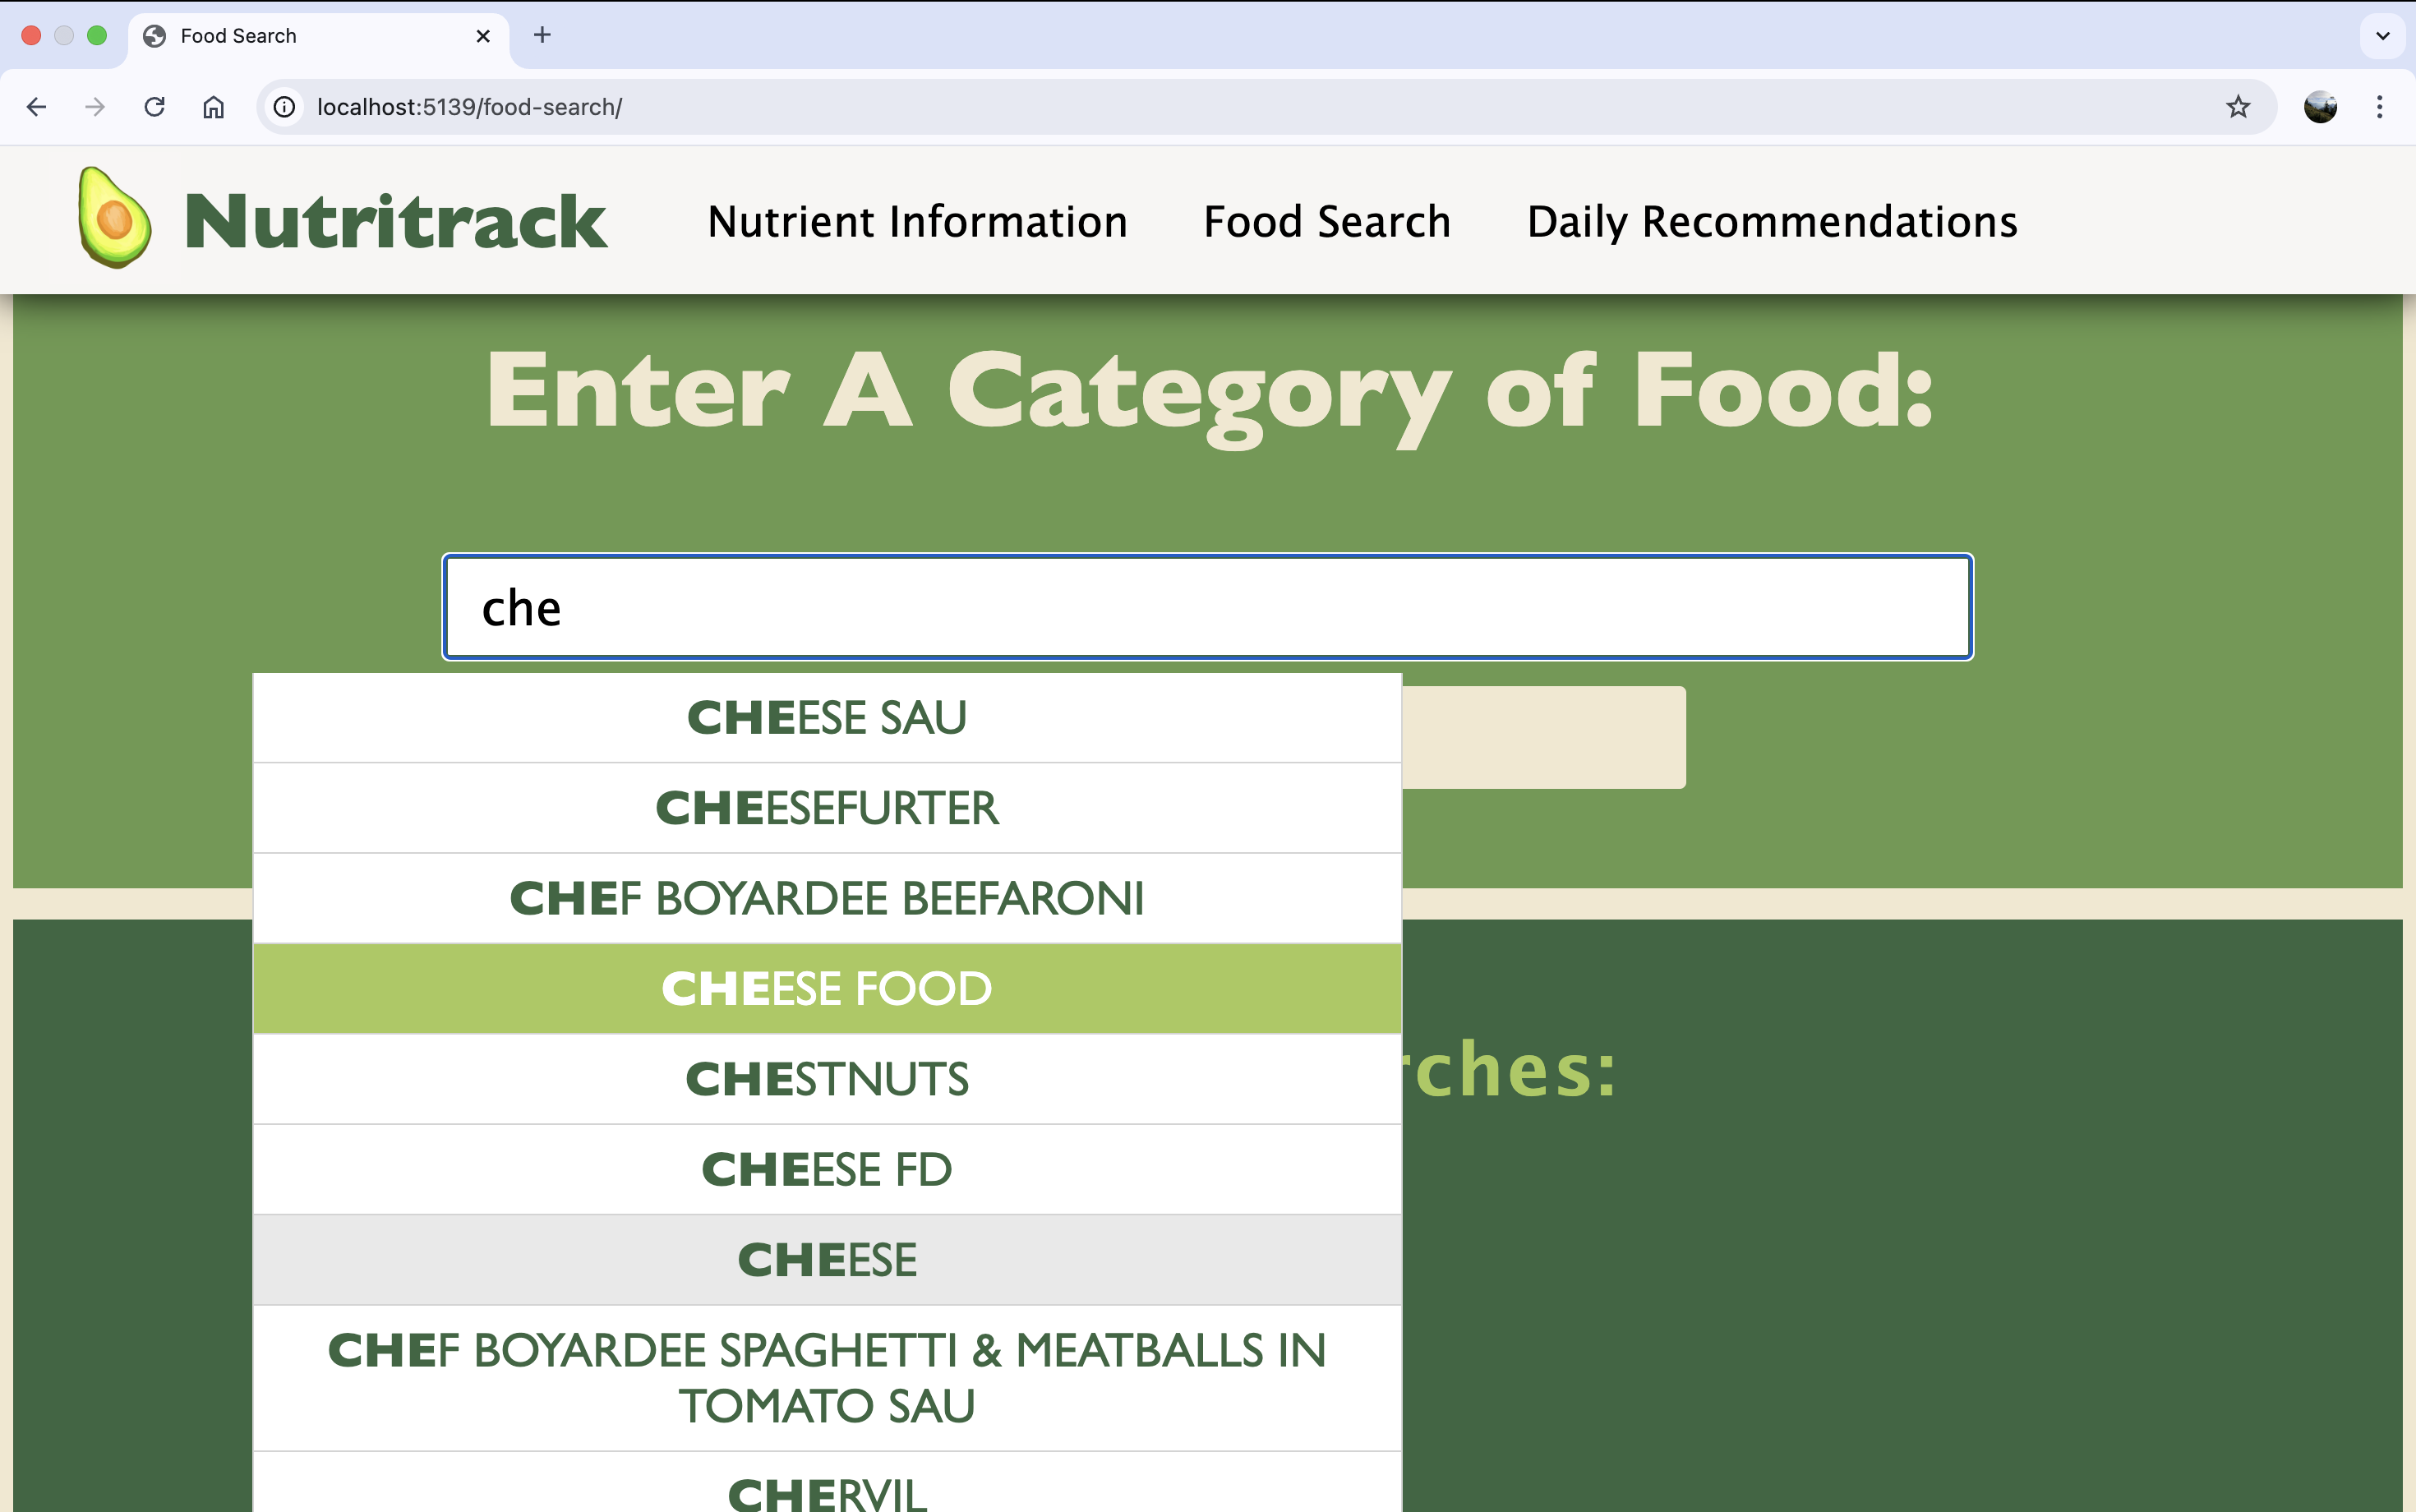 Food Search
localhost:5139/food-search/
Nutritrack
Nutrient Information
Food Search
Daily Recommendations
Enter A Category of Food:
che
CHEESE SAU
CHEESEFURTER
CHEF BOYARDEE BEEFARONI
CHEESE FOOD
CHESTNUTS
rches:
CHEESE FD
CHEESE
CHEF BOYARDEE SPAGHETTI & MEATBALLS IN
TOMATO SAU
CHERVIL